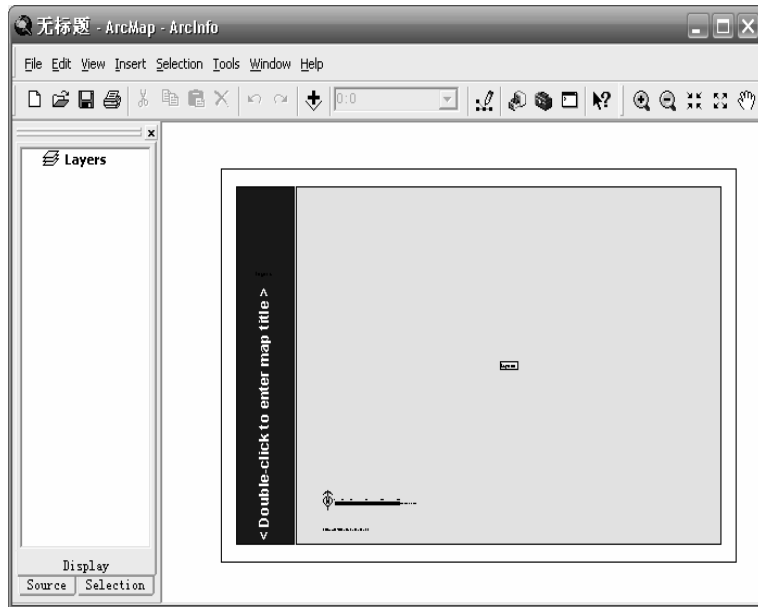 无标题 - ArcMap - ArcInfo
File Edit View Insert Selection Tools Window Help
0:0
Layers
< Double-click to enter map title >
Display
Source Selection